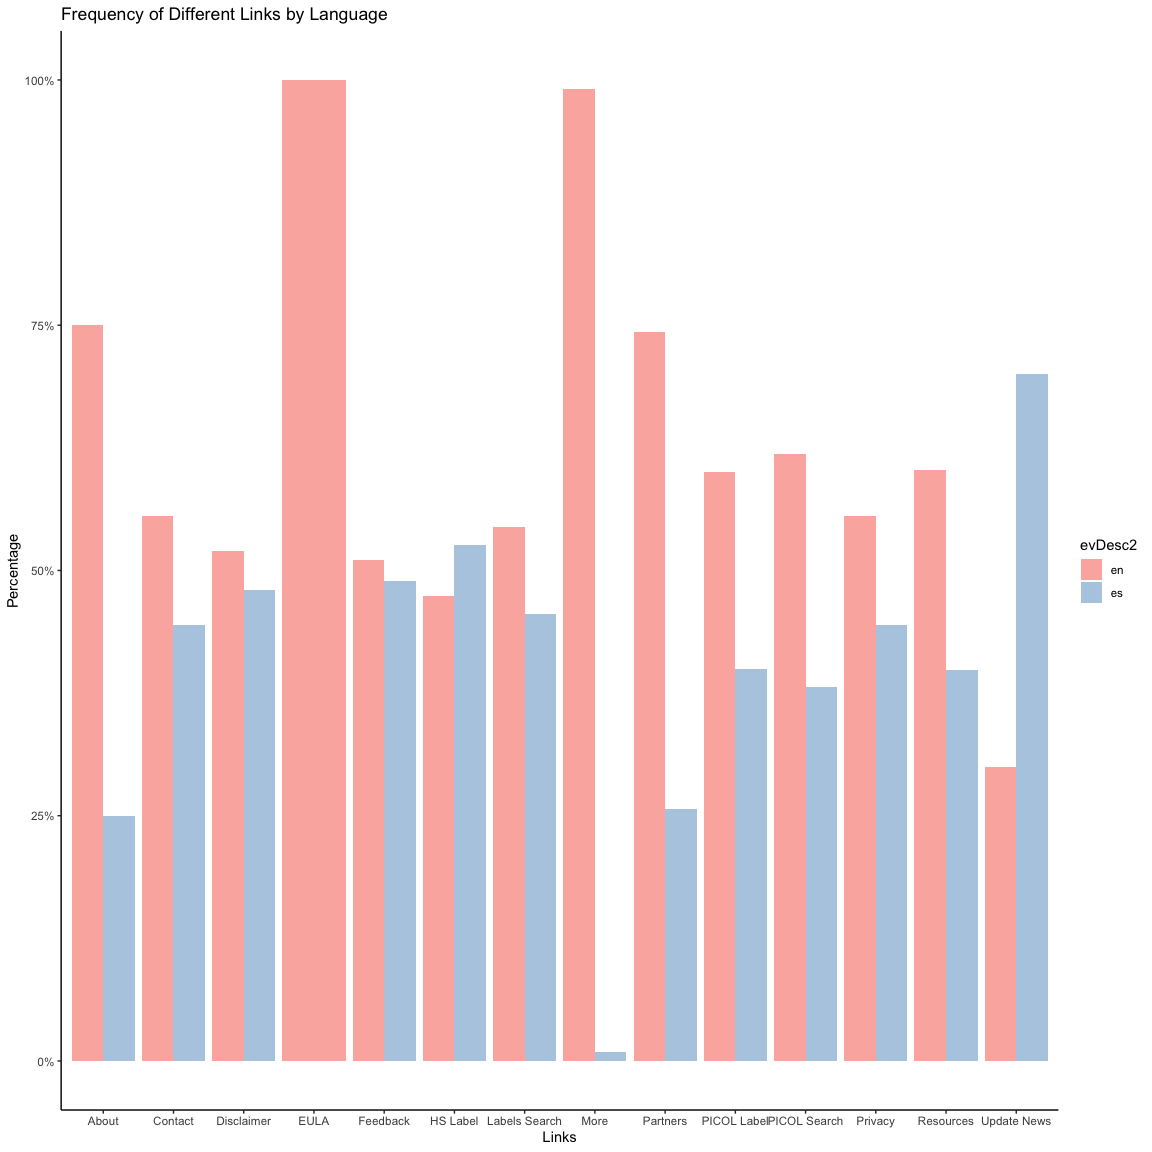 Frequency of Different Links by Language
100%
75%
50%
25%
0%
Percentage
About Contact Disclaimer EULA Feedback HS Label Labels Search More Partners PICOL Label PICOL Search Privacy Resources Update News
Links
evDesc2
en
es